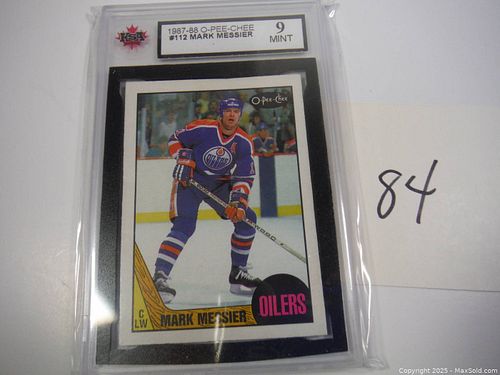 1987-88 O-PEE-CHEE
#112 MARK MESSIER
9
MINT
KSA
O-Pee-Chee
84
C
LW
MARK MESSIER
OILERS
Copyright 2025 - MaxSold.com